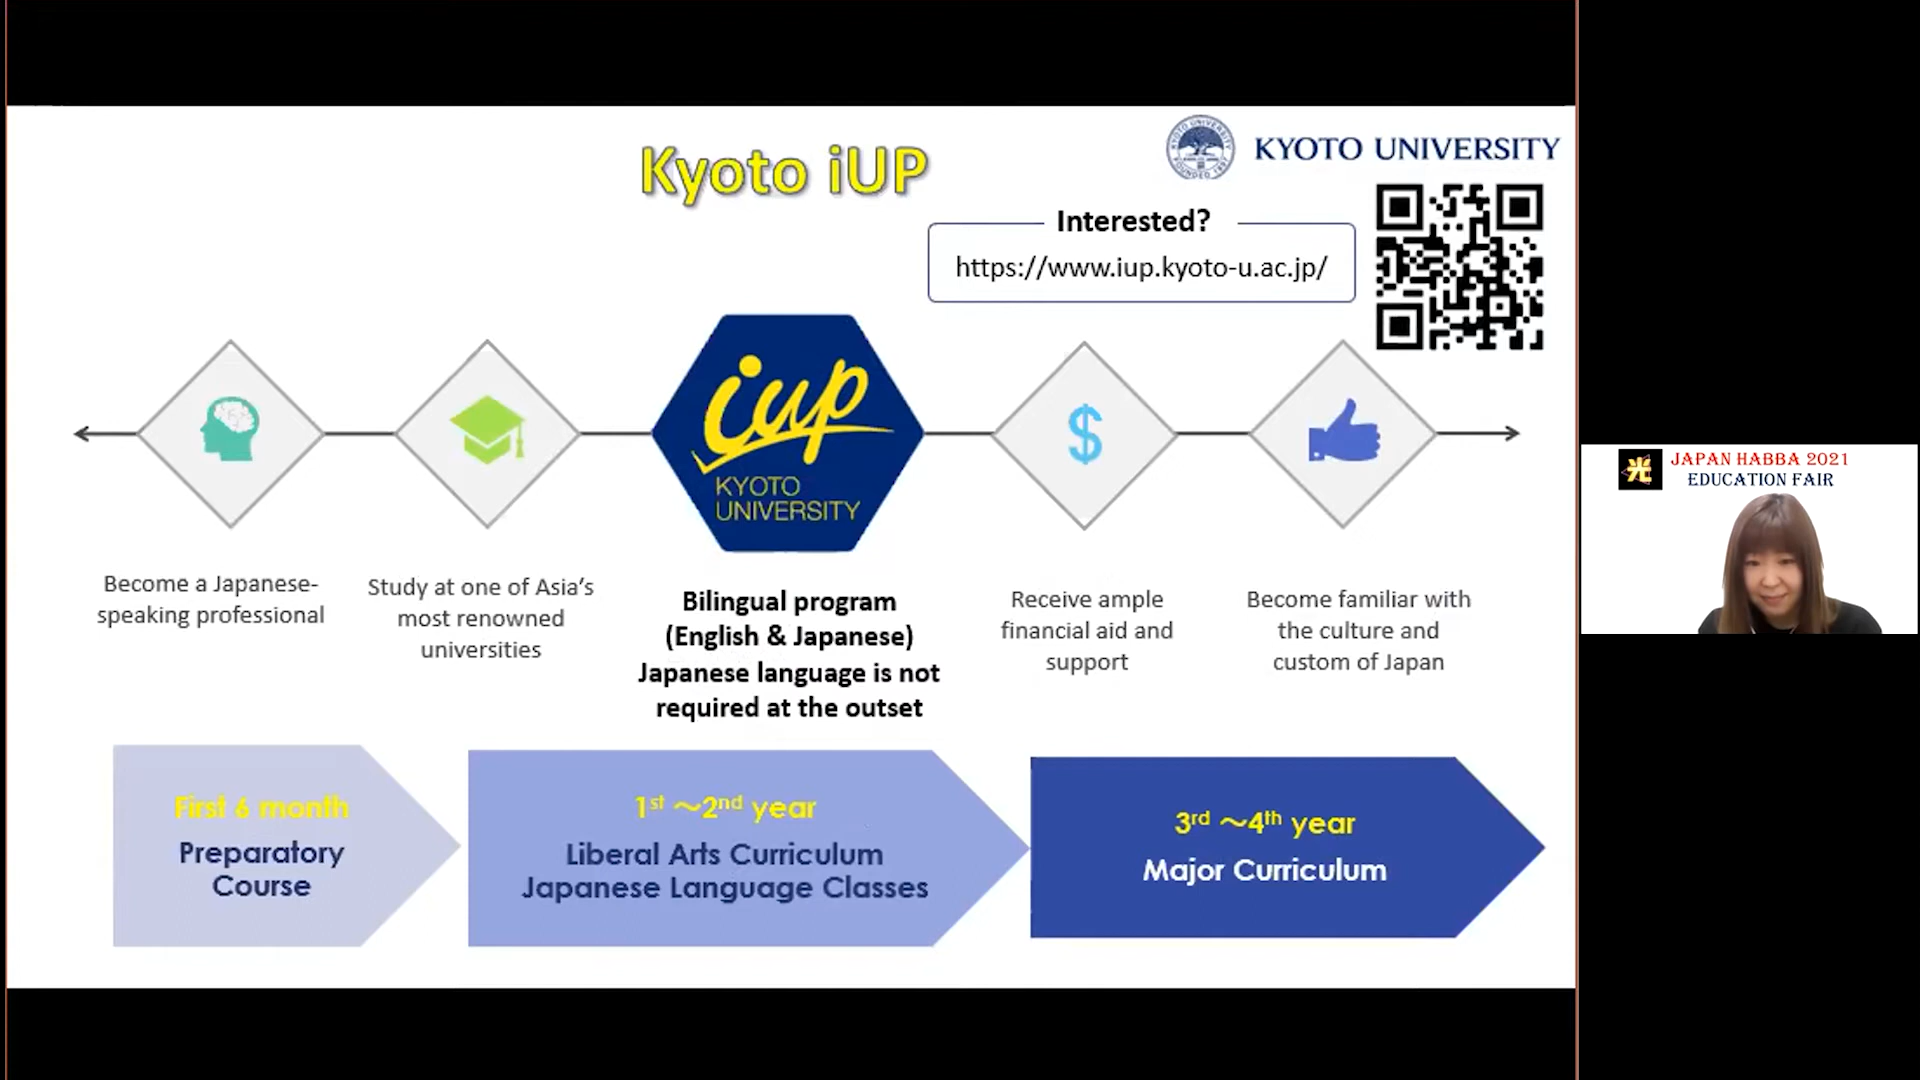 Kyoto iUP
KYOTO UNIVERSITY
Interested?
https://www.iup.kyoto-u.ac.jp/
iup
KYOTO
UNIVERSITY
$
Become a Japanese-
speaking professional
Study at one of Asia's
most renowned
universities
Bilingual program
(English & Japanese)
Japanese language is not
required at the outset
Receive ample
financial aid and
support
Become familiar with
the culture and
custom of Japan
First 6 month
Preparatory
Course
1st ～2nd year
Liberal Arts Curriculum
Japanese Language Classes
3rd ～4th year
Major Curriculum
光
JAPAN HABBA 2021
EDUCATION FAIR